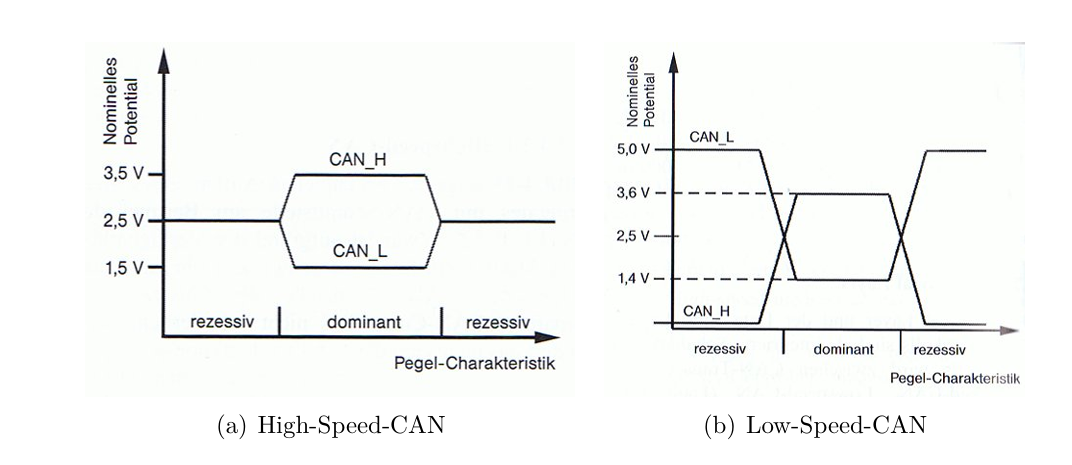 Nominelles
Potential
3,5 V
2,5 V
1,5 V
CAN_H
CAN_L
rezessiv
dominant
rezessiv
Pegel-Charakteristik
(a) High-Speed-CAN
Nominelles
Potential
5,0 V
3,6 V
2,5 V
1,4 V
CAN_L
CAN_H
rezessiv
dominant
rezessiv
Pegel-Charakteristik
(b) Low-Speed-CAN